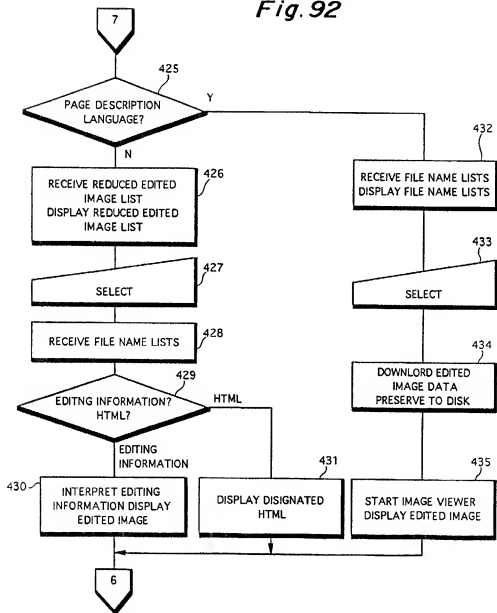 Fig. 92
7
425
PAGE DESCRIPTION
LANGUAGE?
Y
N
426
RECEIVE REDUCED EDITED
IMAGE LIST
DISPLAY REDUCED EDITED
IMAGE LIST
427
SELECT
428
RECEIVE FILE NAME LISTS
429
EDITNG INFORMATION?
HTML?
HTML
EDITING
INFORMATION
430
INTERPRET EDITING
INFORMATION DISPLAY
EDITED IMAGE
431
DISPLAY DISIGNATED
HTML
432
RECEIVE FILE NAME LISTS
DISPLAY FILE NAME LISTS
433
SELECT
434
DOWNLORD EDITED
IMAGE DATA
PRESERVE TO DISK
435
START IMAGE VIEWER
DISPLAY EDITED IMAGE
6